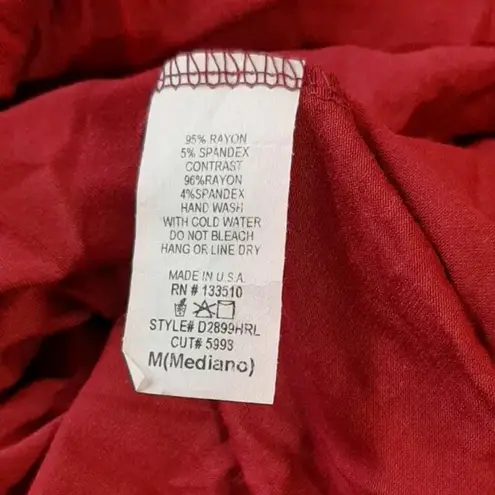 95% RAYON
5% SPANDEX
CONTRAST
96%RAYON
4%SPANDEX
HAND WASH
WITH COLD WATER
DO NOT BLEACH
HANG OR LINE DRY
MADE IN U.S.A.
RN # 133510
STYLE# D2899HRL
CUT# 5993
M(Mediano)